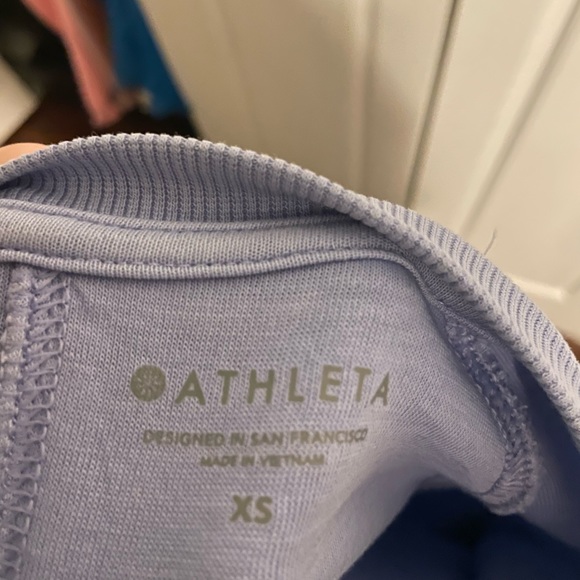 ATHLETA
DESIGNED IN SAN FRANCISCO
MADE IN VIETNAM
XS